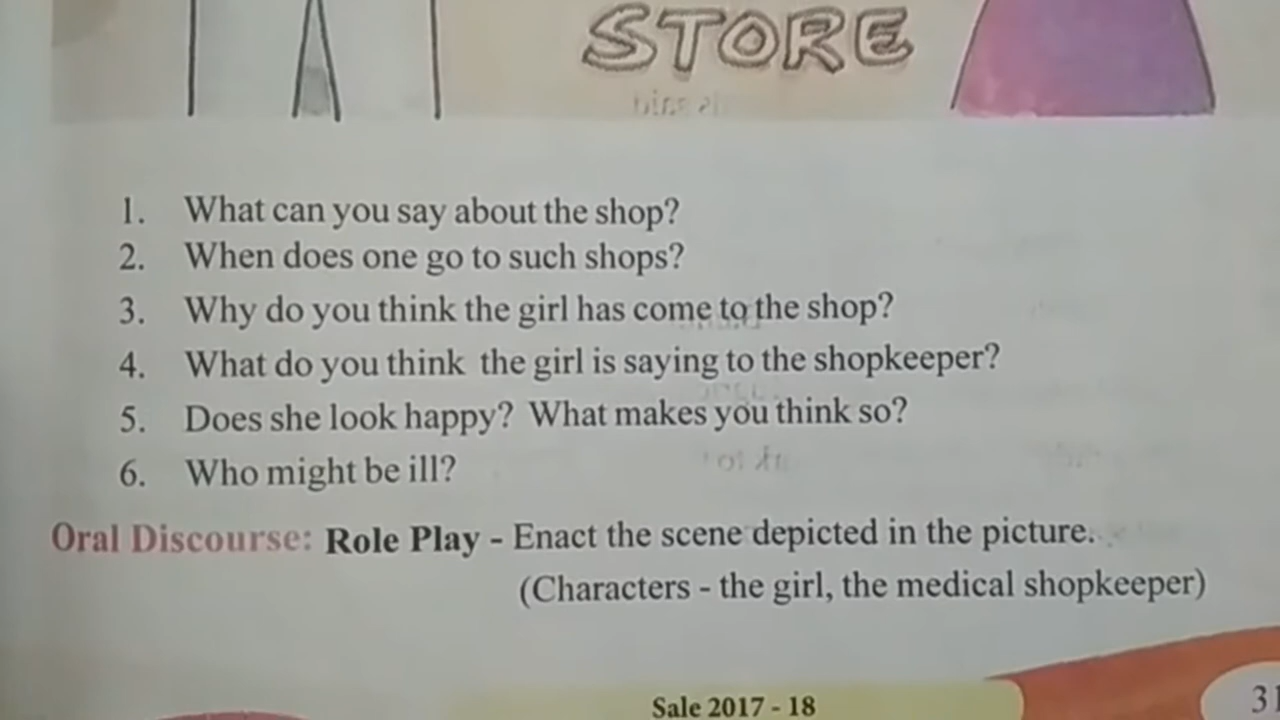 STORE
1. What can you say about the shop?
2. When does one go to such shops?
3. Why do you think the girl has come to the shop?
4. What do you think the girl is saying to the shopkeeper?
5. Does she look happy? What makes you think so?
6. Who might be ill?
Oral Discourse: Role Play - Enact the scene depicted in the picture.
(Characters - the girl, the medical shopkeeper)
Sale 2017 - 18
31